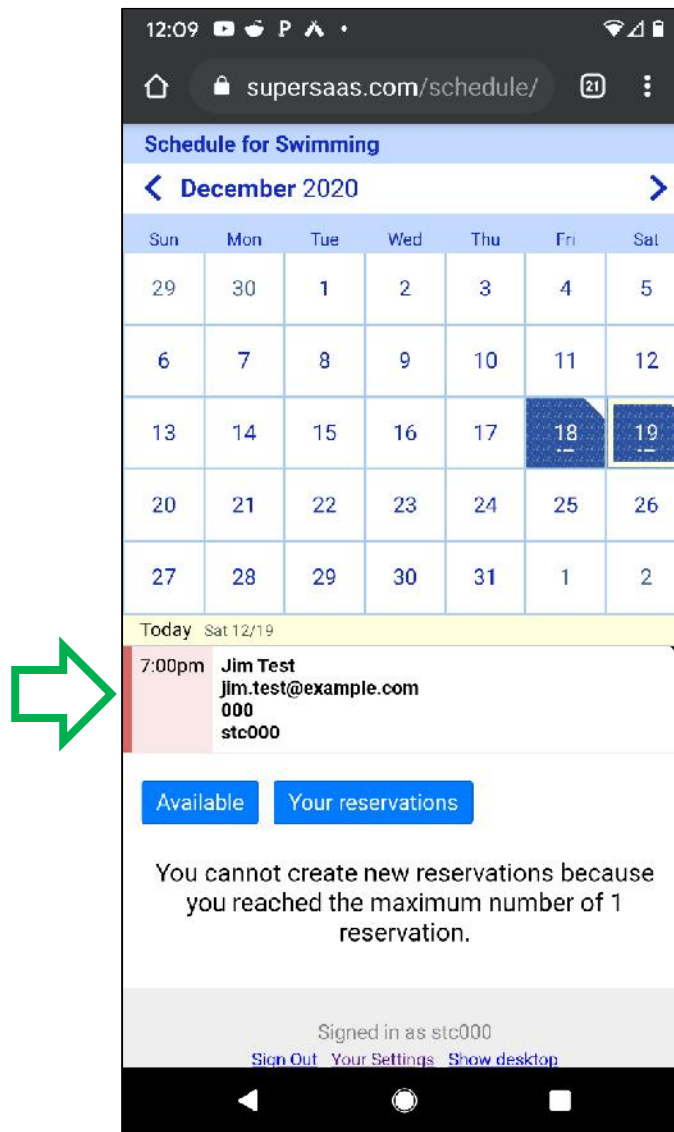 12:09
supersaas.com/schedule/ 21
Schedule for Swimming
December 2020
Sun Mon Tue Wed Thu Fri Sat
29 30 1 2 3 4 5
6 7 8 9 10 11 12
13 14 15 16 17 18 19
20 21 22 23 24 25 26
27 28 29 30 31 1 2
Today Sat 12/19
7:00pm Jim Test
jim.test@example.com
000
stc000
Available Your reservations
You cannot create new reservations because
you reached the maximum number of 1
reservation.
Signed in as stc000
Sign Out Your Settings Show desktop